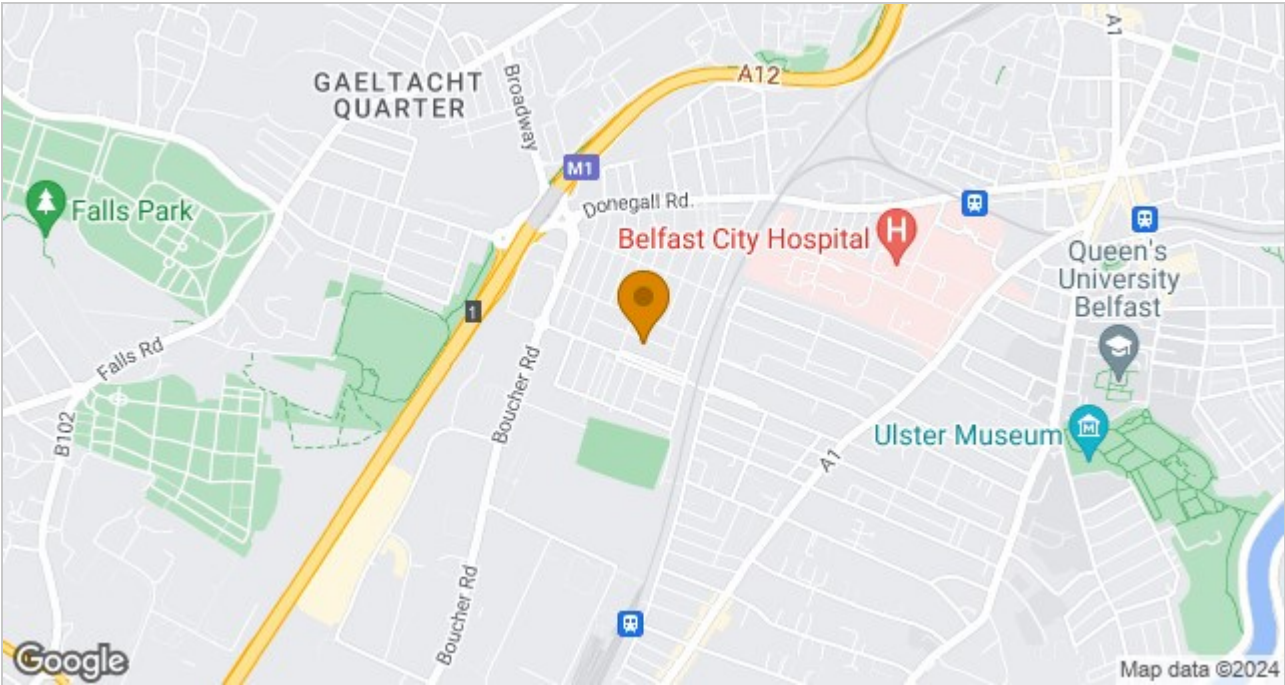 GAELTACHT
QUARTER
Broadway
A12
A1
M1
Donegall Rd.
Falls Park
Belfast City Hospital
H
Queen's
University
Belfast
1
Falls Rd
B102
Boucher Rd
Ulster Museum
M
A1
Boucher Rd
Google
Map data ©2024